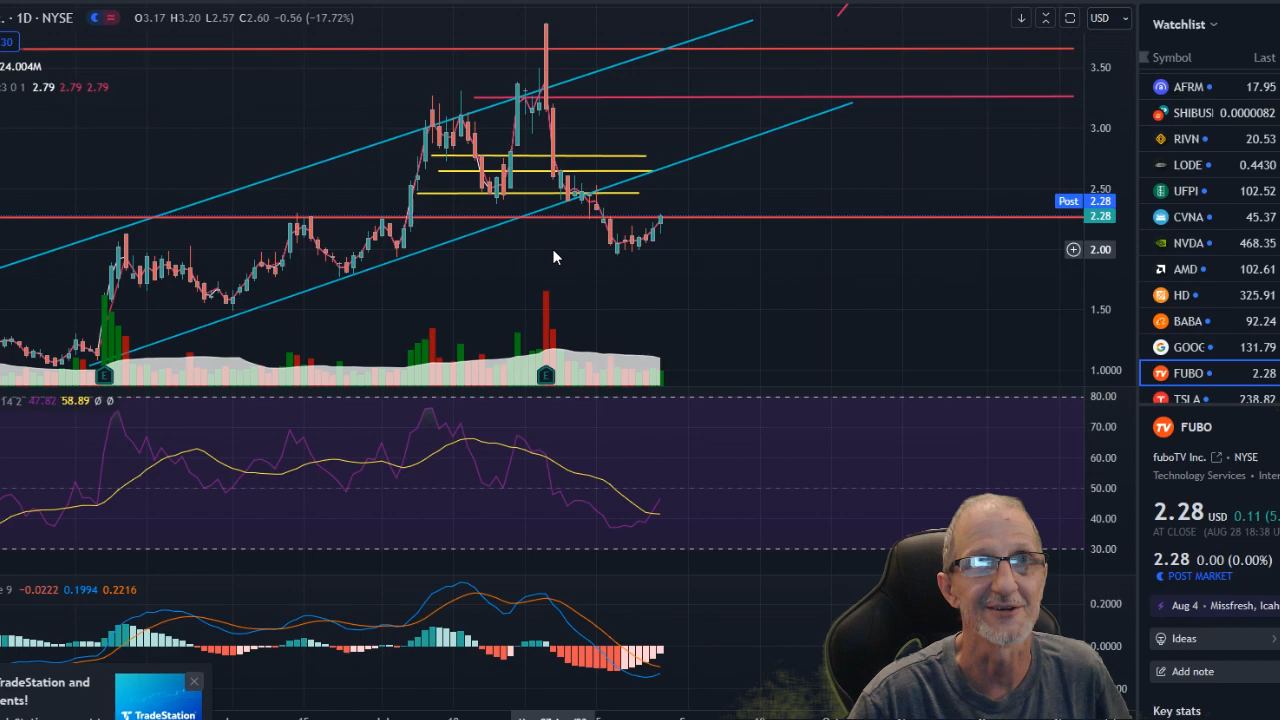 . · 1D · NYSE
O3.17 H3.20 L2.57 C2.60 −0.56 (−17.72%)
USD
30
24.004M
3 0 1 2.79 2.79 2.79
3.50
3.00
2.50
Post 2.28
2.28
2.00
1.50
1.0000
E
E
14 2 47.82 58.89 Ø Ø
80.00
70.00
60.00
50.00
40.00
30.00
e 9 −0.0222 0.1994 0.2216
0.2000
0.0000
TradeStation and
ents!
TradeStation
Watchlist
Symbol Last
AFRM 17.95
SHIBUSI 0.0000082
RIVN 20.53
LODE 0.4430
UFPI 102.52
CVNA 45.37
NVDA 468.35
AMD 102.61
HD 325.91
BABA 92.24
GOOG 131.79
FUBO 2.28
TSLA 238.82
FUBO
fuboTV Inc. · NYSE
Technology Services • Inter
2.28 USD 0.11 (5.
AT CLOSE (AUG 28 18:38 U
2.28 0.00 (0.00%)
POST MARKET
Aug 4 • Missfresh, Icah
Ideas
Add note
Key stats